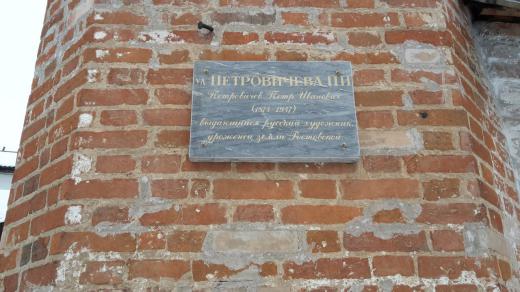 ул. ПЕТРОВИЧЕВА П.И
Петровичев Петр Иванович
(1874 - 1947)
выдающийся русский художник,
уроженец земли Ростовской.